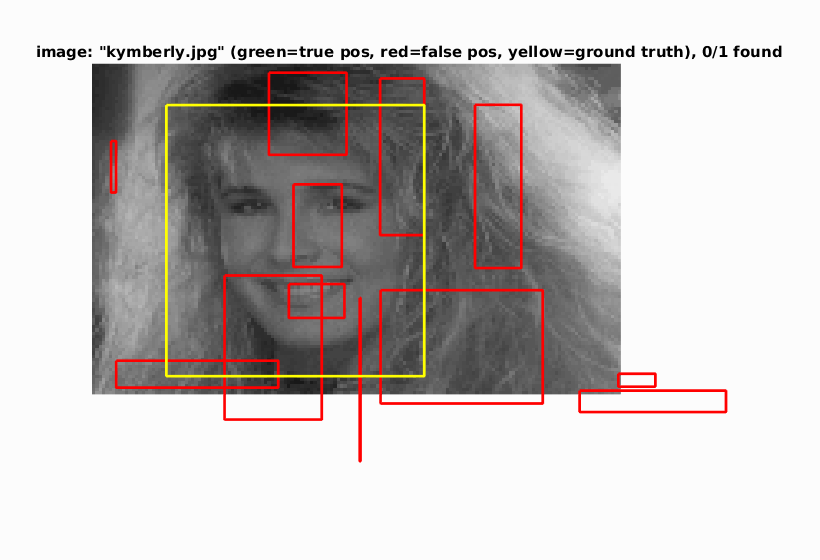 image: "kymberly.jpg" (green=true pos, red=false pos, yellow=ground truth), 0/1 found